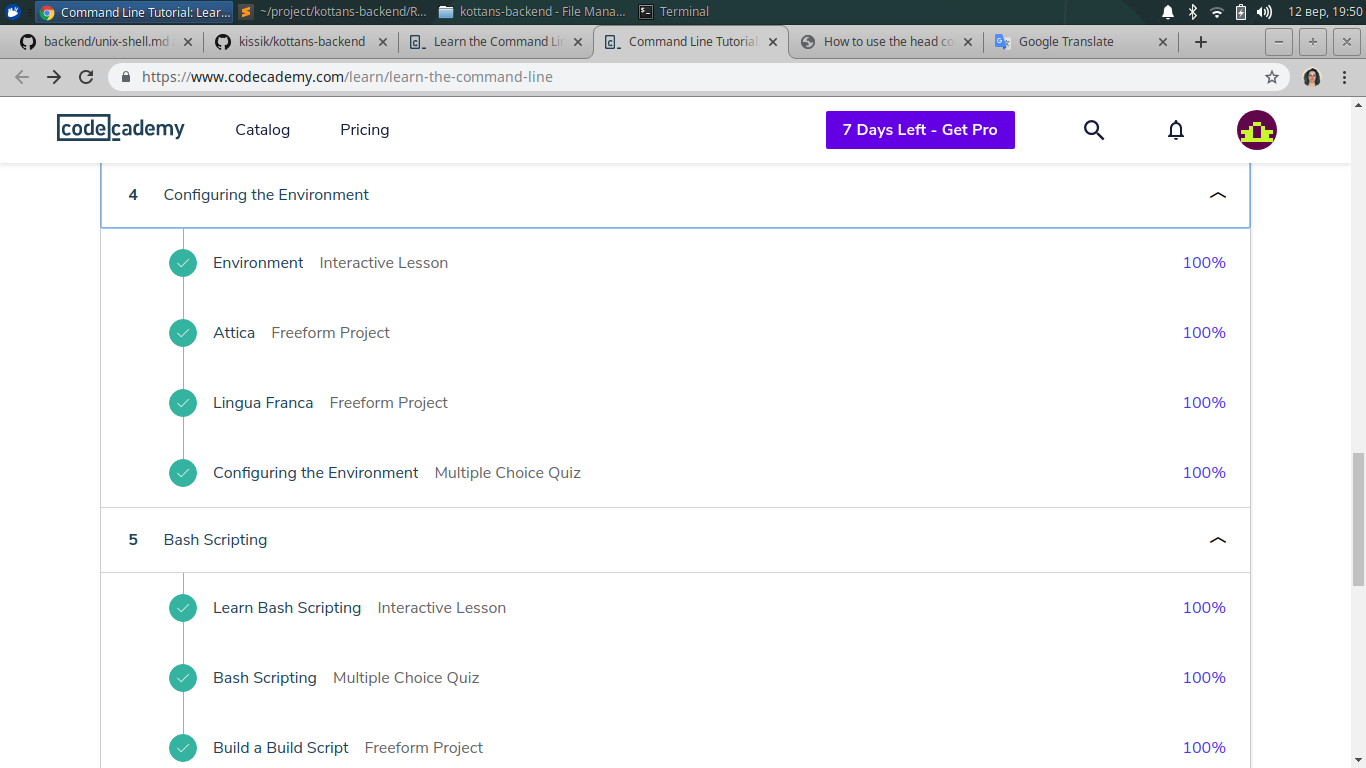 Command Line Tutorial: Lear... ~/project/kottans-backend/R... kottans-backend - File Mana... Terminal 12 вер, 19:50
backend/unix-shell.md kissik/kottans-backend Learn the Command Lin Command Line Tutorial: How to use the head co Google Translate
https://www.codecademy.com/learn/learn-the-command-line
codecademy Catalog Pricing 7 Days Left - Get Pro
4 Configuring the Environment
Environment Interactive Lesson 100%
Attica Freeform Project 100%
Lingua Franca Freeform Project 100%
Configuring the Environment Multiple Choice Quiz 100%
5 Bash Scripting
Learn Bash Scripting Interactive Lesson 100%
Bash Scripting Multiple Choice Quiz 100%
Build a Build Script Freeform Project 100%